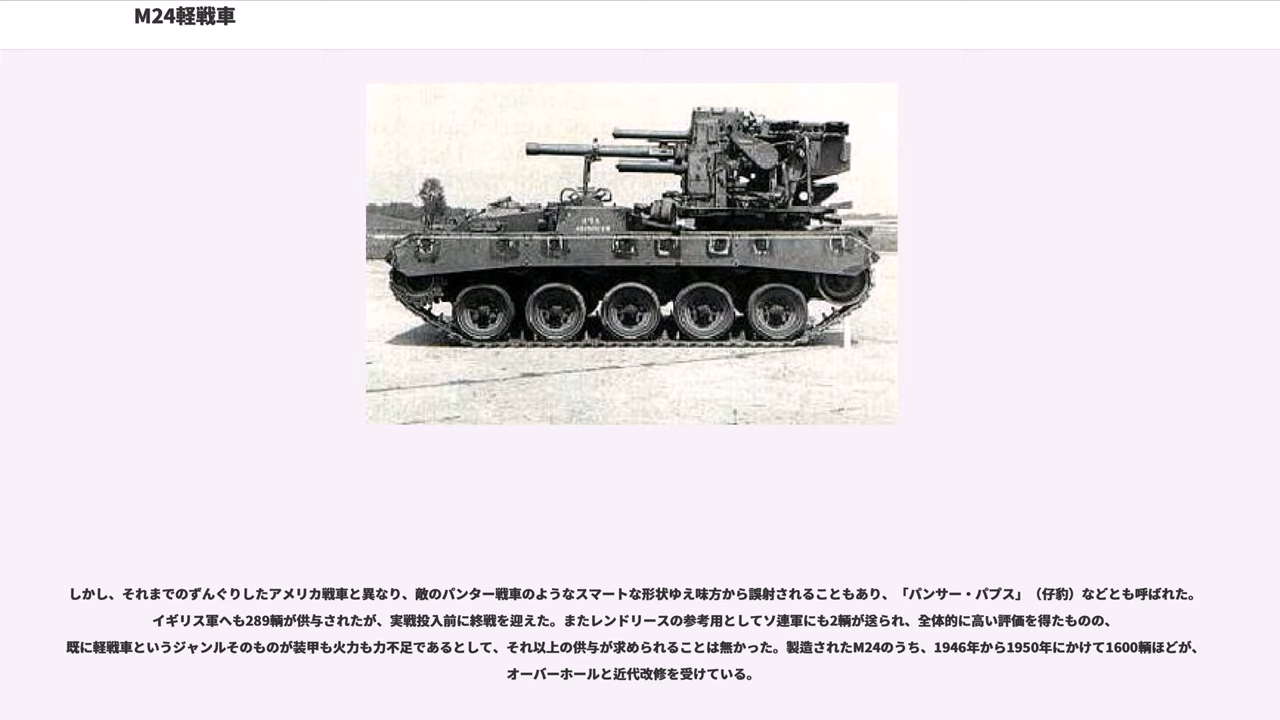 M24軽戦車
しかし、それまでのずんぐりしたアメリカ戦車と異なり、敵のパンター戦車のようなスマートな形状ゆえ味方から誤射されることもあり、「パンサー・パプス」（仔豹）などとも呼ばれた。
イギリス軍へも289輌が供与されたが、実戦投入前に終戦を迎えた。またレンドリースの参考用としてソ連軍にも2輌が送られ、全体的に高い評価を得たものの、
既に軽戦車というジャンルそのものが装甲も火力も力不足であるとして、それ以上の供与が求められることは無かった。製造されたM24のうち、1946年から1950年にかけて1600輌ほどが、
オーバーホールと近代改修を受けている。